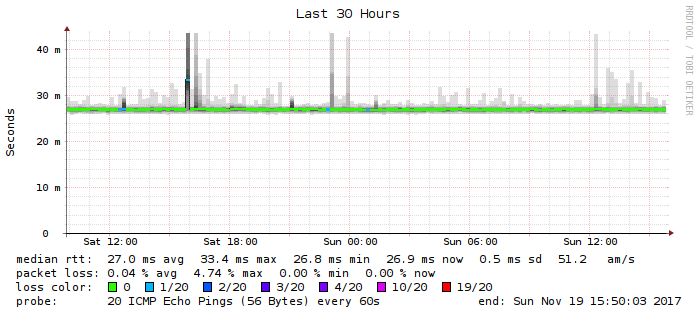 Last 30 Hours
RRDTOOL / TOBI OETIKER
Seconds
40 m
30 m
20 m
10 m
0
Sat 12:00 Sat 18:00 Sun 00:00 Sun 06:00 Sun 12:00
median rtt: 27.0 ms avg 33.4 ms max 26.8 ms min 26.9 ms now 0.5 ms sd 51.2 am/s
packet loss: 0.04 % avg 4.74 % max 0.00 % min 0.00 % now
loss color: 0 1/20 2/20 3/20 4/20 10/20 19/20
probe: 20 ICMP Echo Pings (56 Bytes) every 60s end: Sun Nov 19 15:50:03 2017